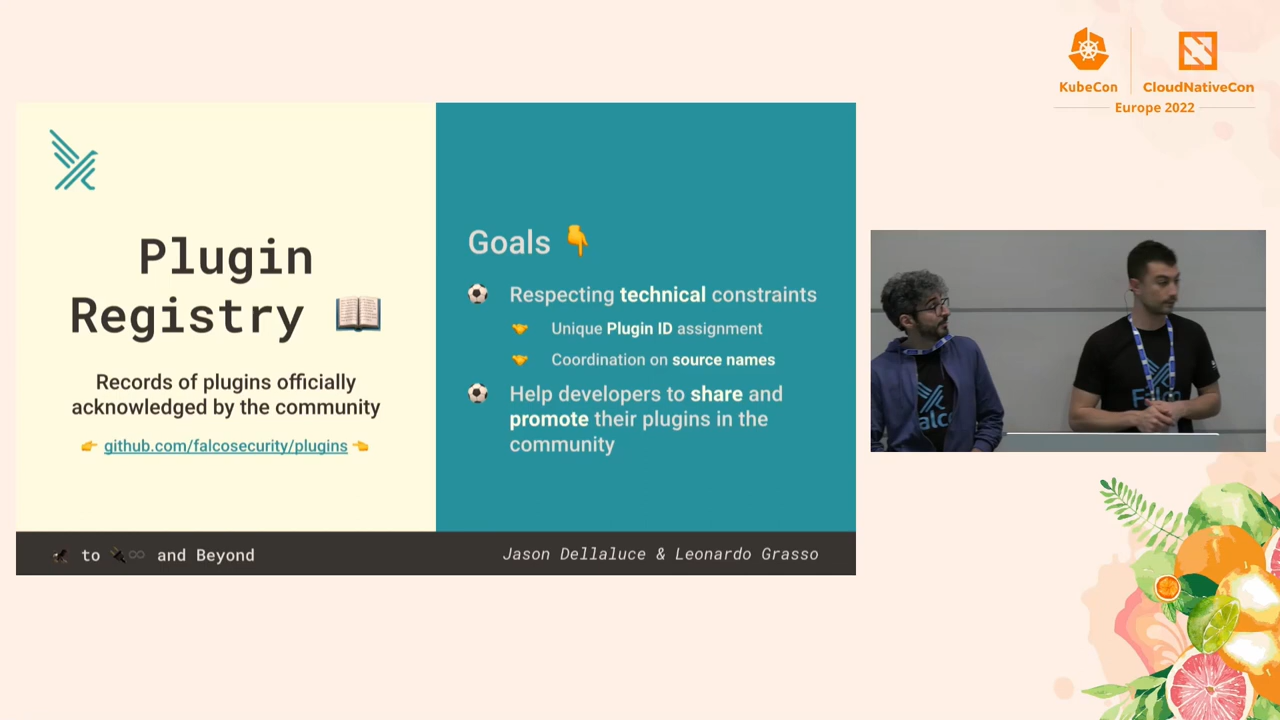 KubeCon
CloudNativeCon
Europe 2022
Plugin
Registry
Records of plugins officially
acknowledged by the community
github.com/falcosecurity/plugins
Goals
Respecting technical constraints
Unique Plugin ID assignment
Coordination on source names
Help developers to share and
promote their plugins in the
community
to and Beyond
Jason Dellaluce & Leonardo Grasso